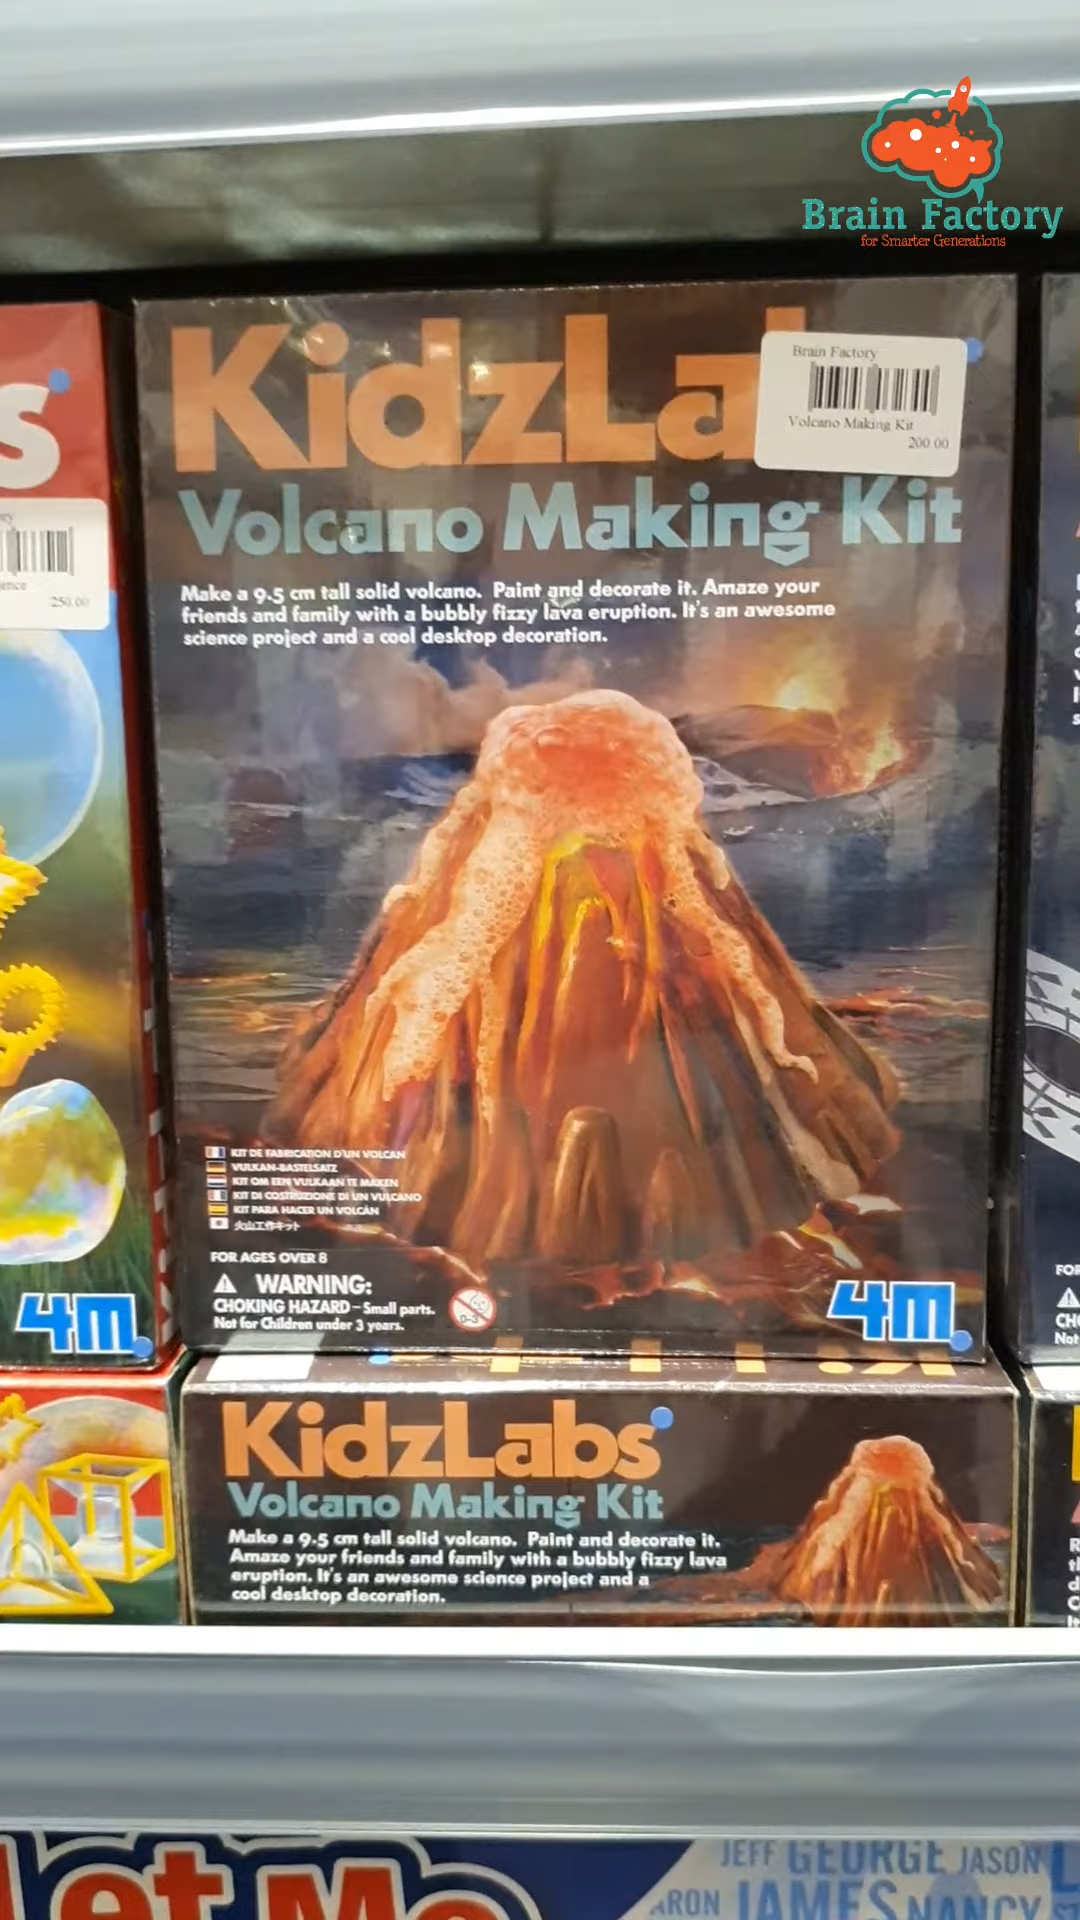 Brain Factory
for Smarter Generations
KidzLa
Brain Factory
Volcano Making Kit
200.00
Volcano Making Kit
Make a 9.5 cm tall solid volcano. Paint and decorate it. Amaze your
friends and family with a bubbly fizzy lava eruption. It's an awesome
science project and a cool desktop decoration.
s
250.00
KIT DE FABRICATION D'UN VOLCAN
VULKAN-BASTELSATZ
KIT OM EEN VULKAAN TE MAKEN
KIT DI COSTRUZIONE DI UN VULCANO
KIT PARA HACER UN VOLCÁN
火山工作キット
FOR AGES OVER 8
WARNING:
CHOKING HAZARD – Small parts.
Not for Children under 3 years.
0-3
4M
4M
KidzLabs
Volcano Making Kit
Make a 9.5 cm tall solid volcano. Paint and decorate it.
Amaze your friends and family with a bubbly fizzy lava
eruption. It's an awesome science project and a
cool desktop decoration.
et Me
JEFF GEORGE JASON
JAMES NANCY